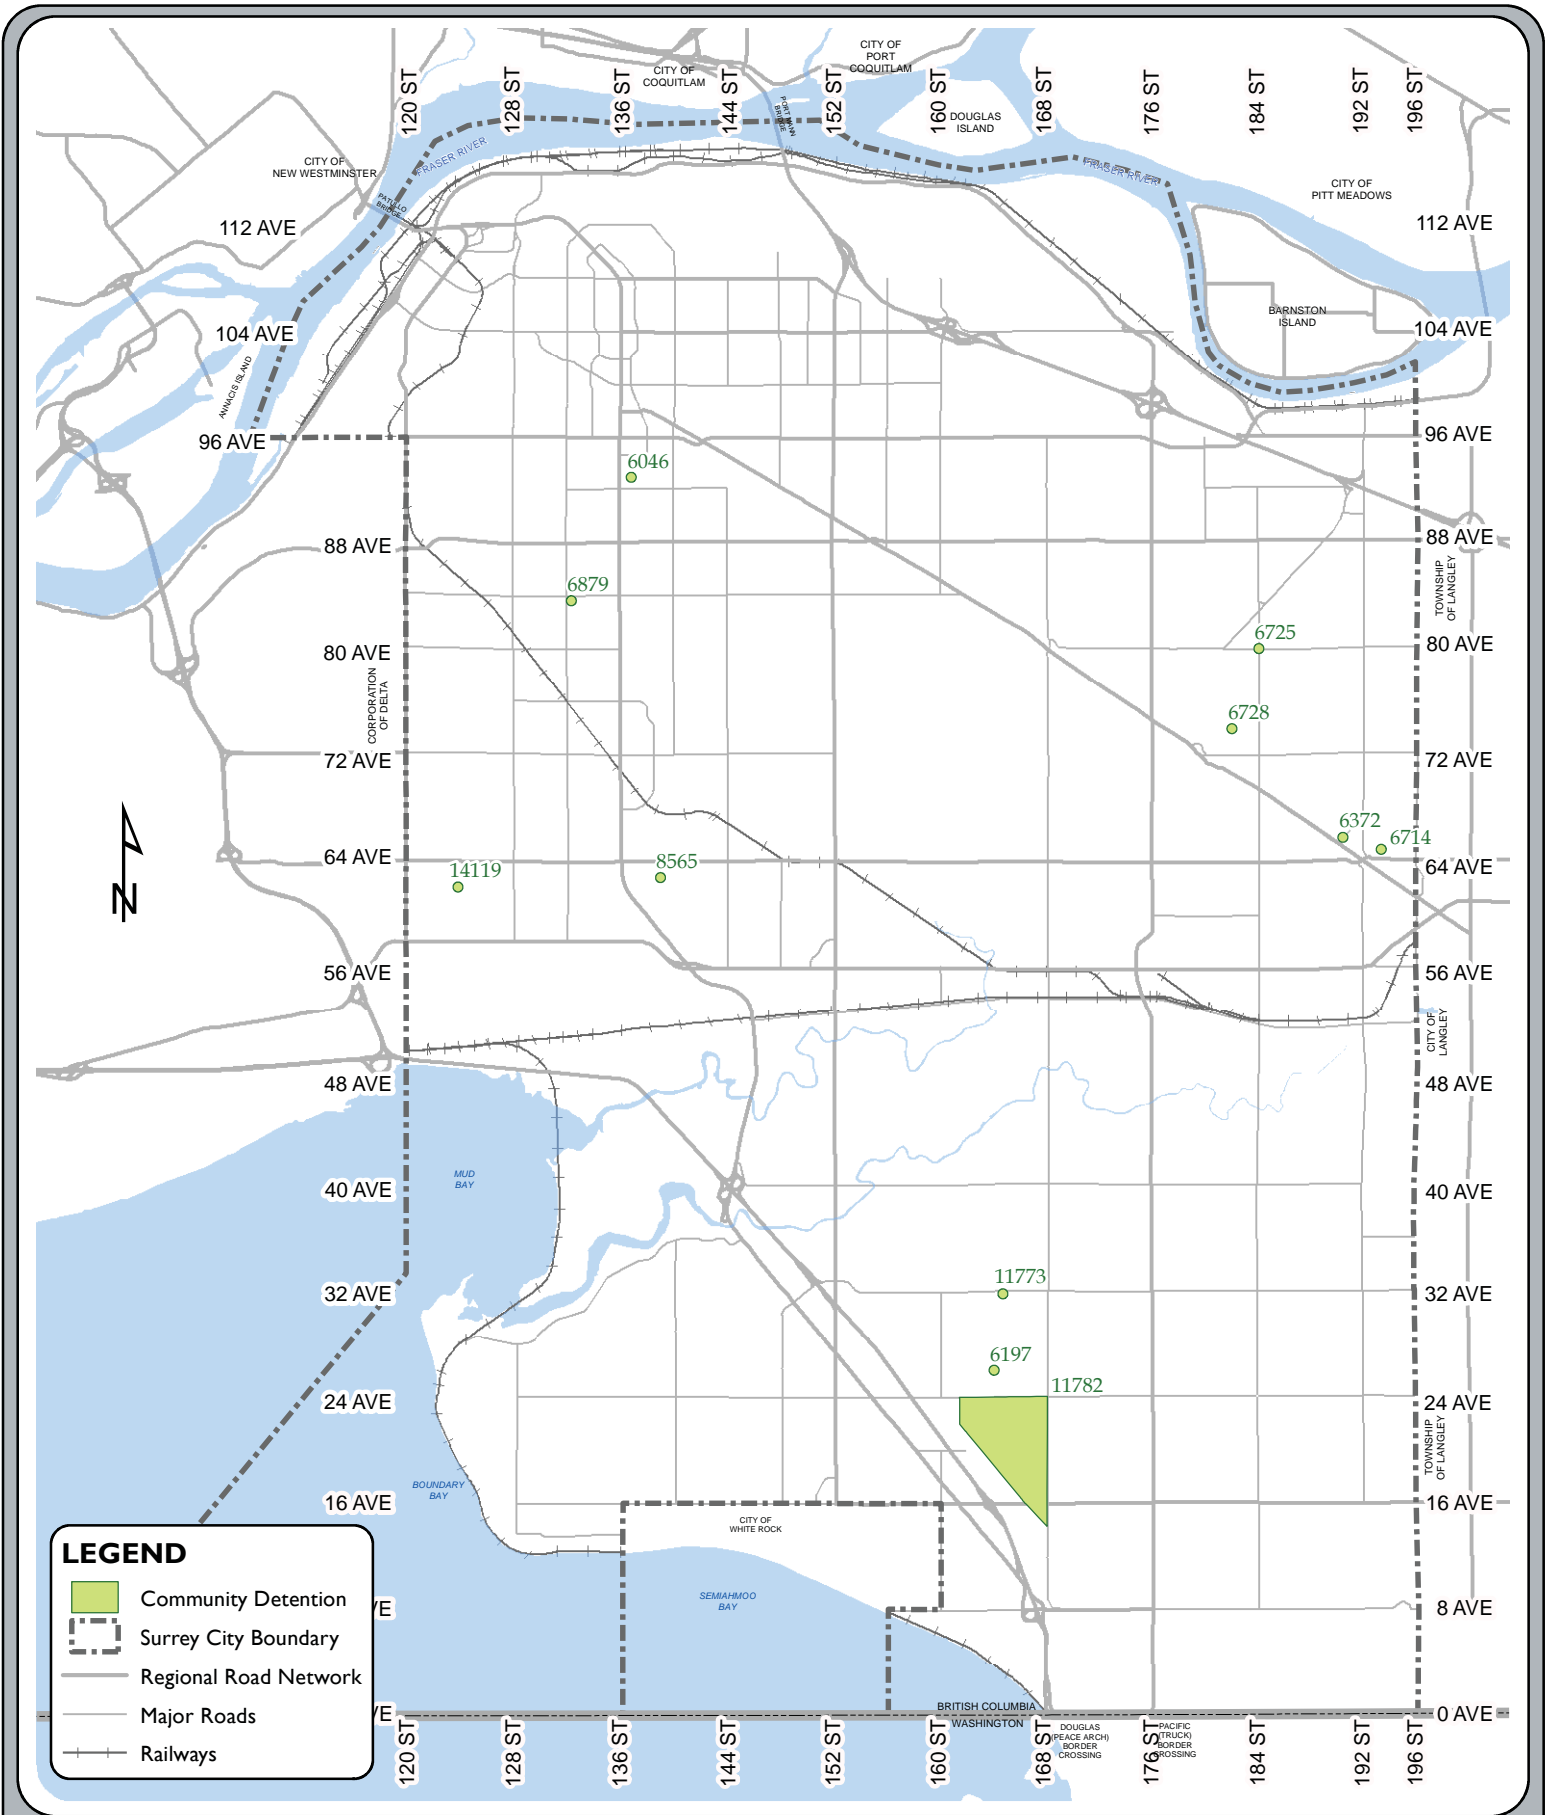 CITY OF
PORT
COQUITLAM
CITY OF
COQUITLAM
120 ST
128 ST
136 ST
144 ST
152 ST
160 ST
168 ST
176 ST
184 ST
192 ST
196 ST
PORT MANN
BRIDGE
DOUGLAS
ISLAND
CITY OF
NEW WESTMINSTER
FRASER RIVER
FRASER RIVER
CITY OF
PITT MEADOWS
PATULLO
BRIDGE
112 AVE
112 AVE
BARNSTON
ISLAND
104 AVE
104 AVE
ANNACIS ISLAND
96 AVE
96 AVE
6046
88 AVE
88 AVE
TOWNSHIP
OF LANGLEY
6879
6725
80 AVE
80 AVE
CORPORATION
OF DELTA
6728
72 AVE
72 AVE
6372
6714
64 AVE
64 AVE
14119
8565
N
56 AVE
56 AVE
CITY OF
LANGLEY
48 AVE
48 AVE
MUD
BAY
40 AVE
40 AVE
11773
32 AVE
32 AVE
6197
11782
24 AVE
24 AVE
TOWNSHIP
OF LANGLEY
BOUNDARY
BAY
16 AVE
16 AVE
CITY OF
WHITE ROCK
SEMIAHMOO
BAY
VE
8 AVE
LEGEND
Community Detention
Surrey City Boundary
Regional Road Network
Major Roads
Railways
VE
0 AVE
BRITISH COLUMBIA
WASHINGTON
120 ST
128 ST
136 ST
144 ST
152 ST
160 ST
168 ST
DOUGLAS
(PEACE ARCH)
BORDER
CROSSING
176 ST
PACIFIC
(TRUCK)
BORDER
CROSSING
184 ST
192 ST
196 ST